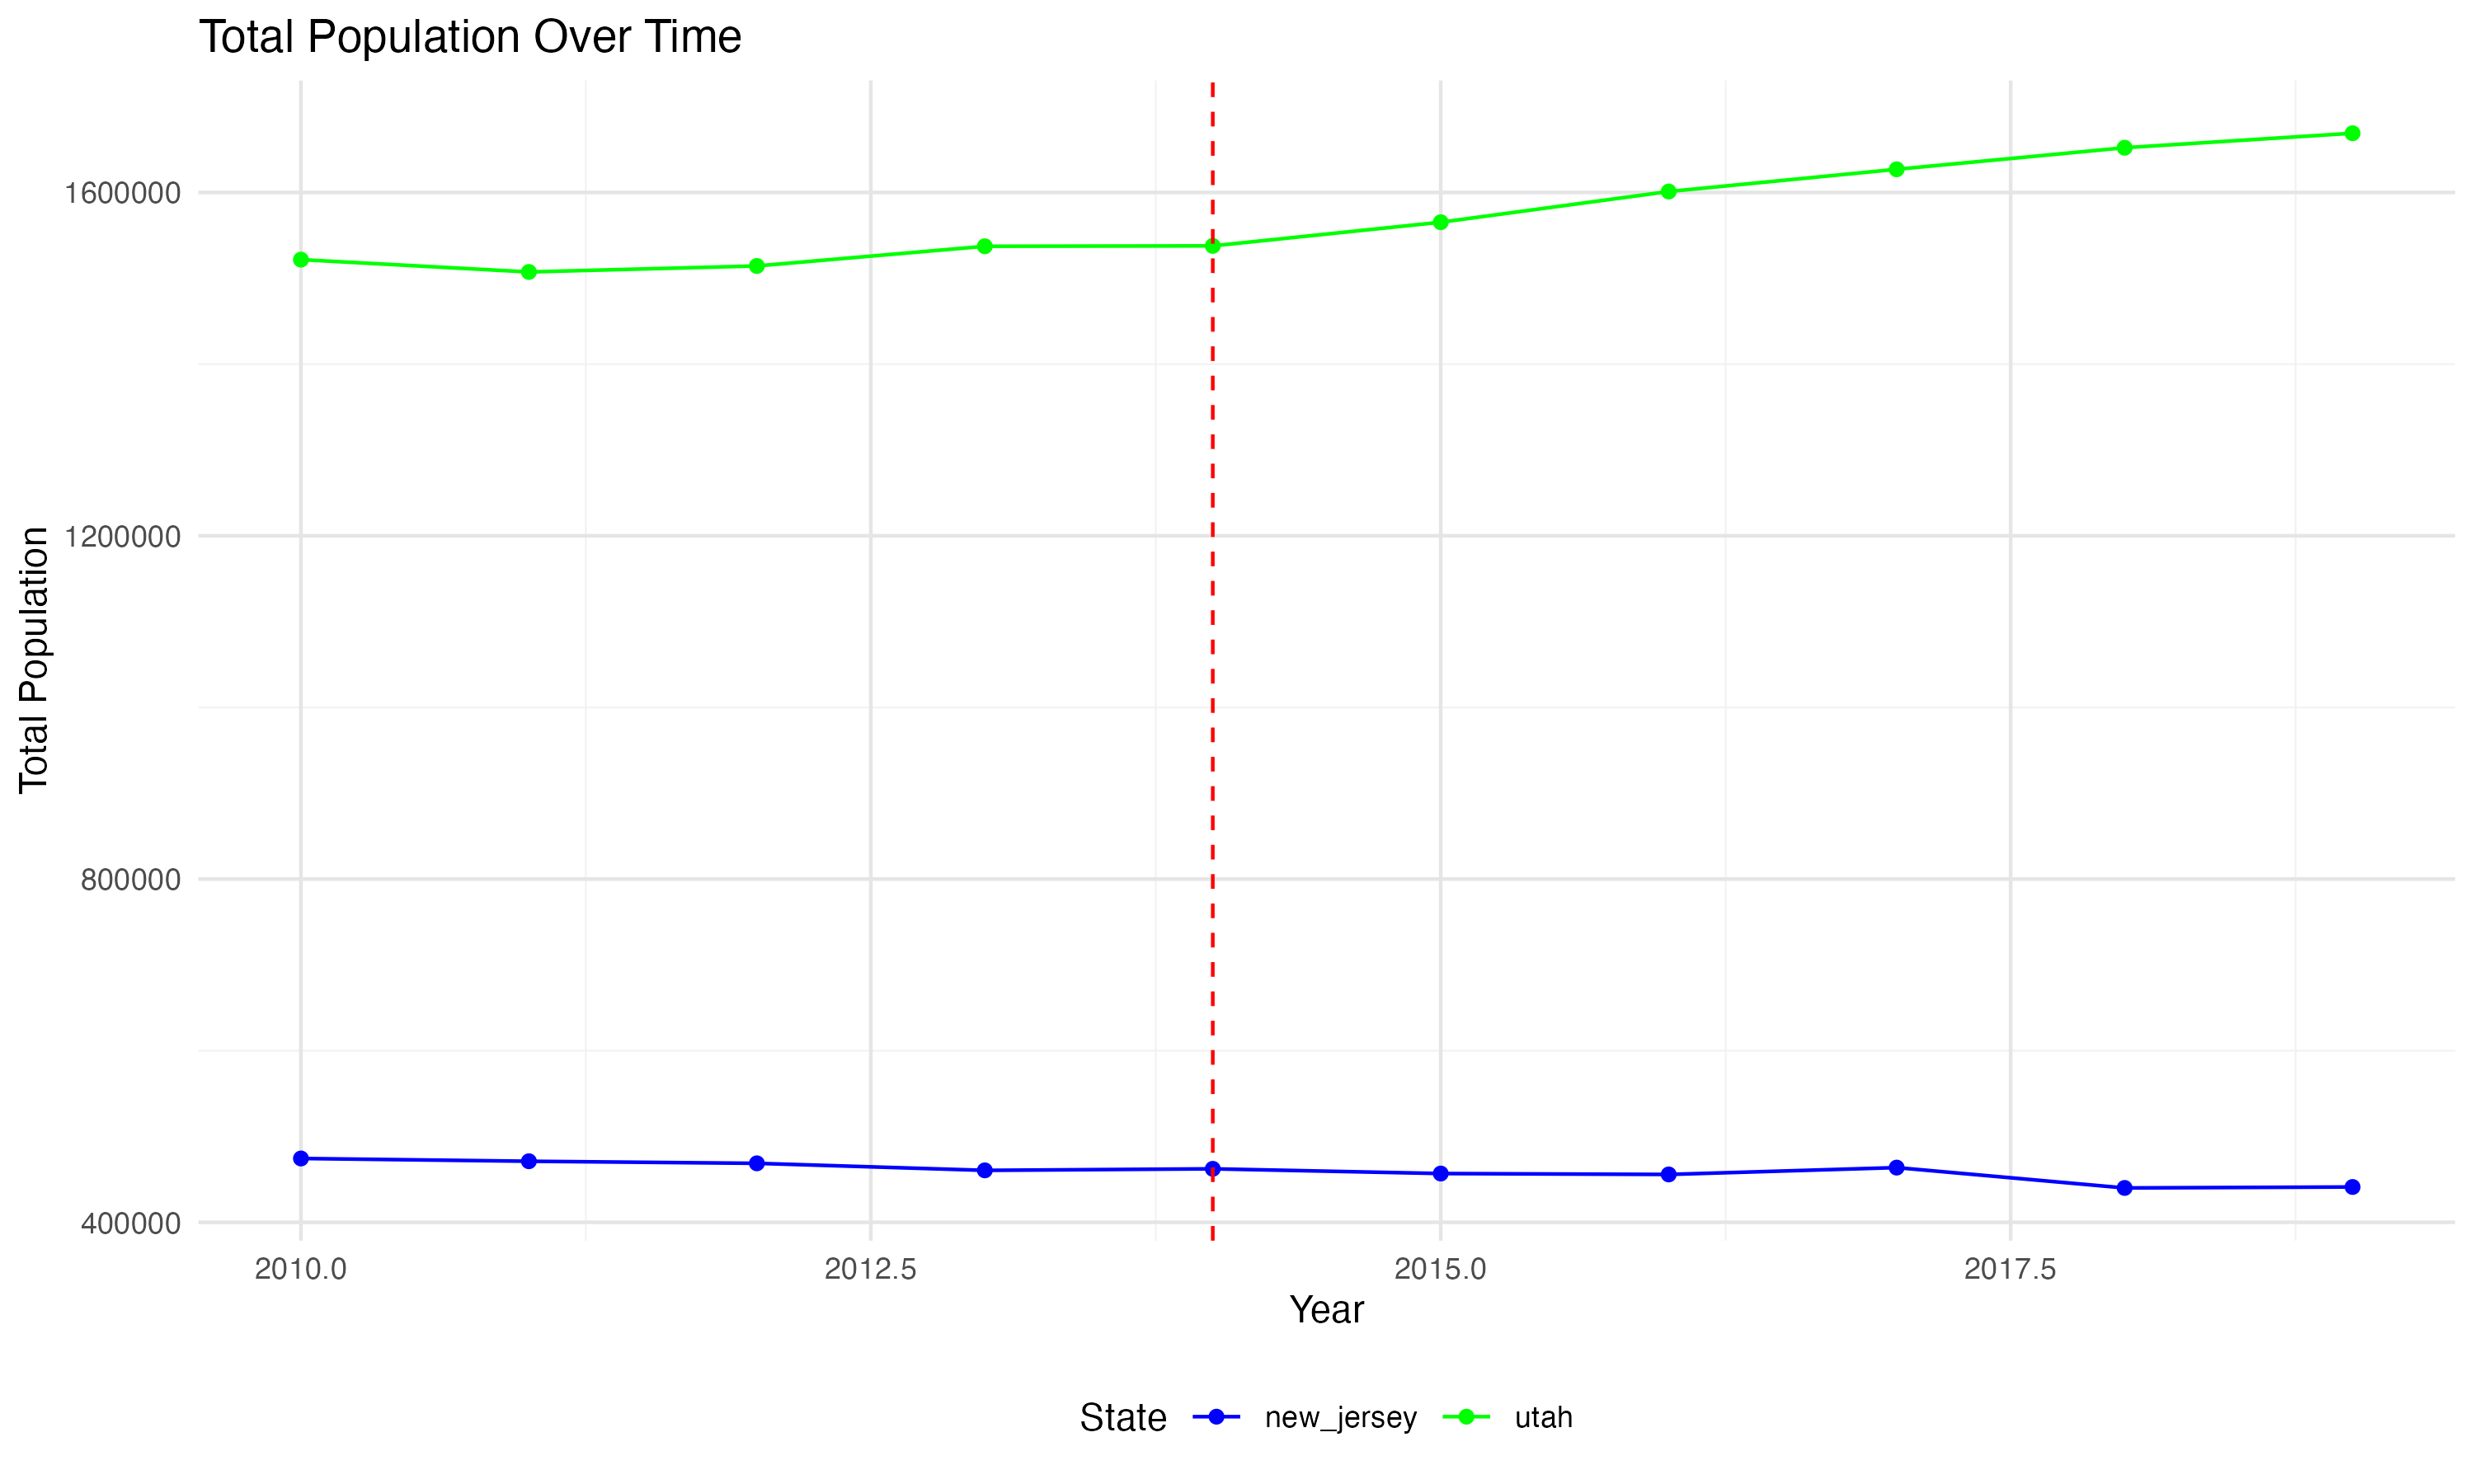 Total Population Over Time
Total Population
1600000
1200000
800000
400000
2010.0 2012.5 2015.0 2017.5
Year
State new_jersey utah